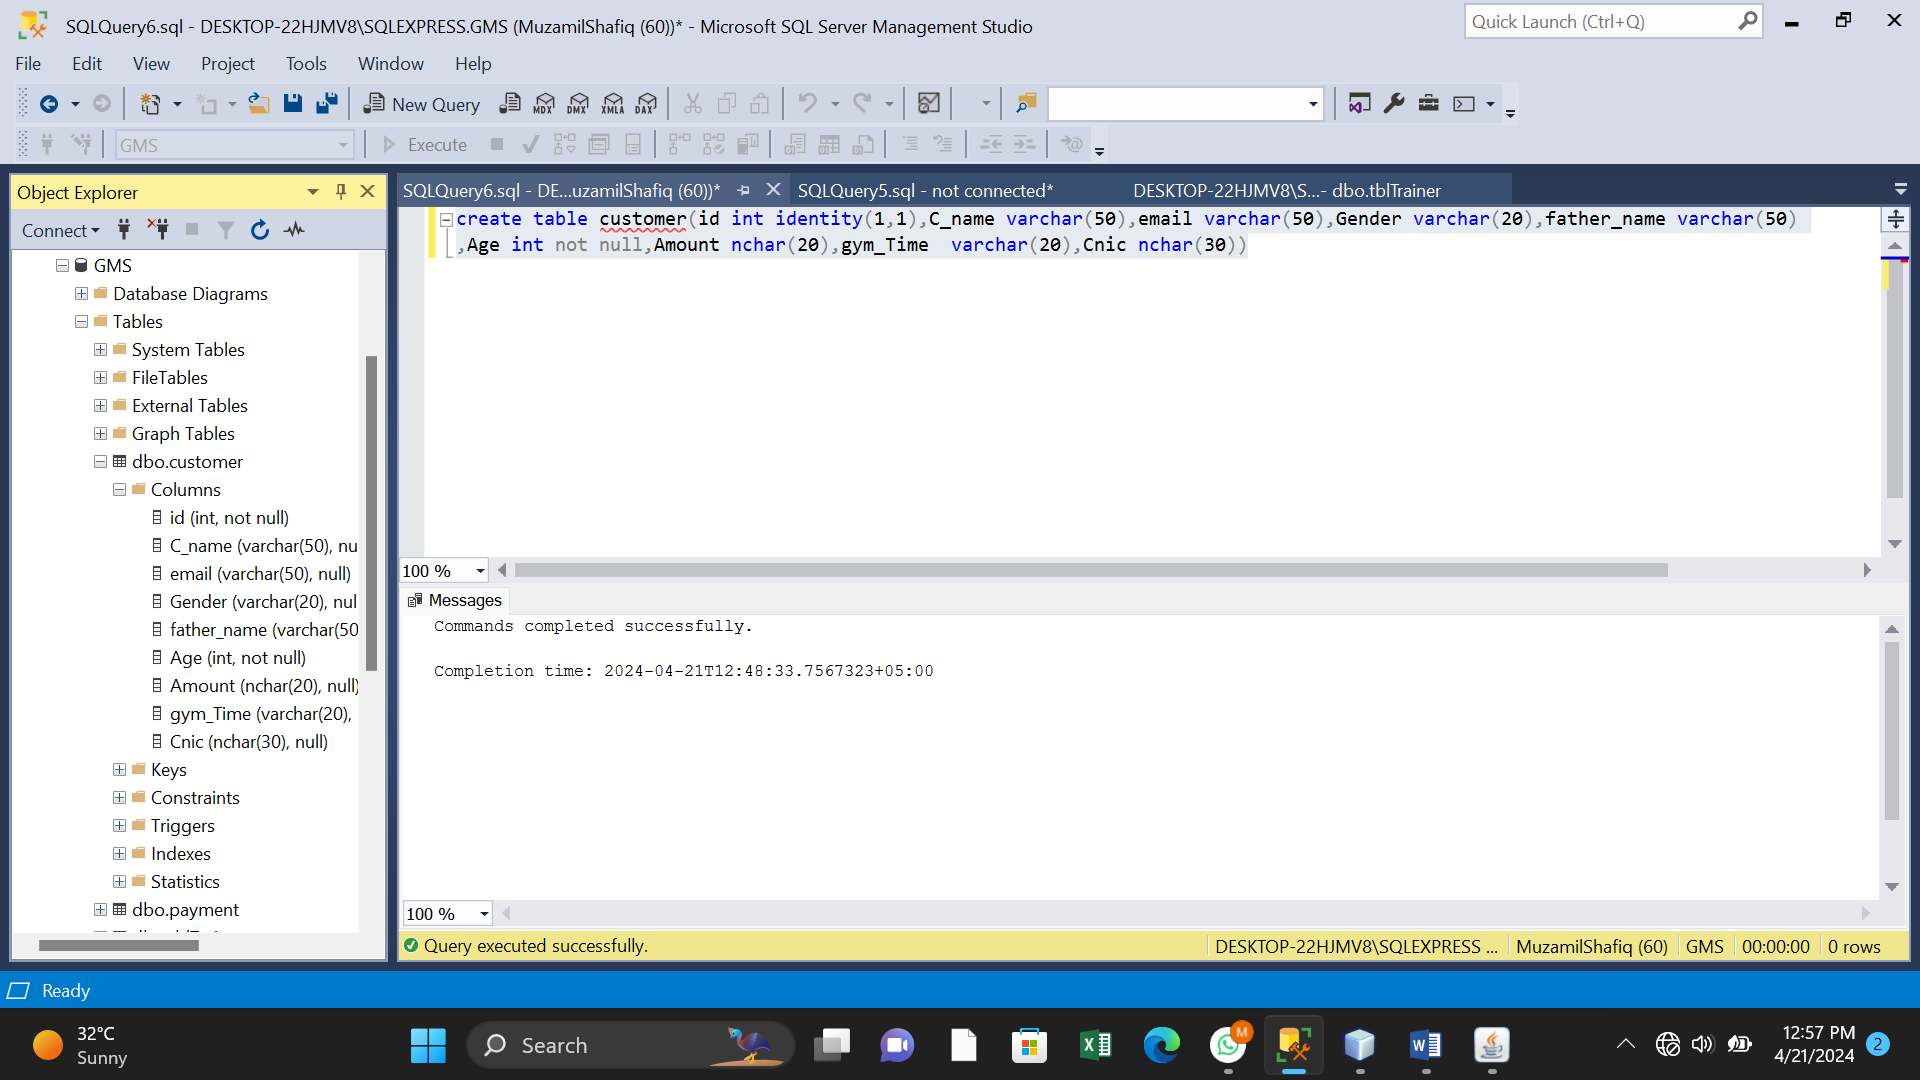 SQLQuery6.sql - DESKTOP-22HJMV8\SQLEXPRESS.GMS (MuzamilShafiq (60))* - Microsoft SQL Server Management Studio
Quick Launch (Ctrl+Q)
File Edit View Project Tools Window Help
New Query MDX DMX XMLA DAX
GMS Execute
Object Explorer
SQLQuery6.sql - DE...uzamilShafiq (60))* SQLQuery5.sql - not connected* DESKTOP-22HJMV8\S...- dbo.tblTrainer
Connect
create table customer(id int identity(1,1),C_name varchar(50),email varchar(50),Gender varchar(20),father_name varchar(50)
,Age int not null,Amount nchar(20),gym_Time  varchar(20),Cnic nchar(30))
GMS
Database Diagrams
Tables
System Tables
FileTables
External Tables
Graph Tables
dbo.customer
Columns
id (int, not null)
C_name (varchar(50), nu
email (varchar(50), null)
Gender (varchar(20), nul
father_name (varchar(50
Age (int, not null)
Amount (nchar(20), null)
gym_Time (varchar(20),
Cnic (nchar(30), null)
Keys
Constraints
Triggers
Indexes
Statistics
dbo.payment
100 %
Messages
Commands completed successfully.
Completion time: 2024-04-21T12:48:33.7567323+05:00
100 %
Query executed successfully. DESKTOP-22HJMV8\SQLEXPRESS ... MuzamilShafiq (60) GMS 00:00:00 0 rows
Ready
32°C
Sunny
Search
M
12:57 PM
4/21/2024
2